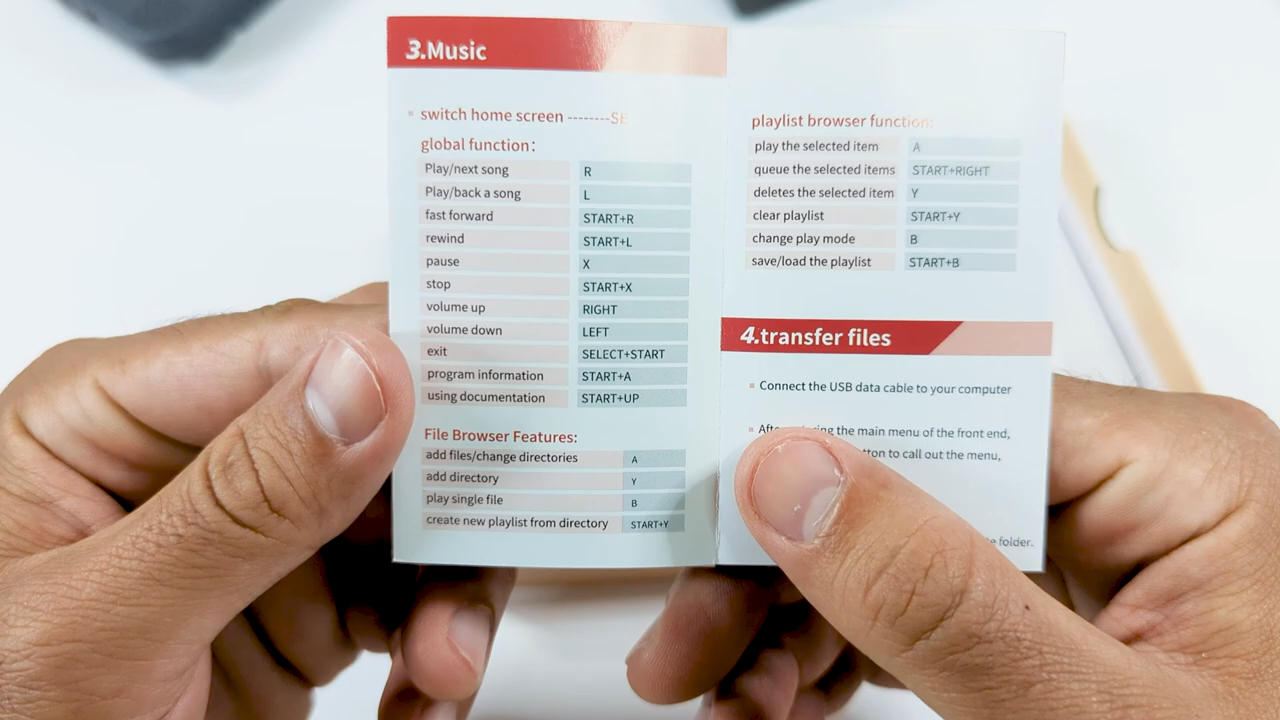 3.Music
switch home screen --------SE
global function:
Play/next song R
Play/back a song L
fast forward START+R
rewind START+L
pause X
stop START+X
volume up RIGHT
volume down LEFT
exit SELECT+START
program information START+A
using documentation START+UP
File Browser Features:
add files/change directories A
add directory Y
play single file B
create new playlist from directory START+Y
playlist browser function:
play the selected item A
queue the selected items START+RIGHT
deletes the selected item Y
clear playlist START+Y
change play mode B
save/load the playlist START+B
4.transfer files
Connect the USB data cable to your computer
the main menu of the front end,
to call out the menu,
folder.